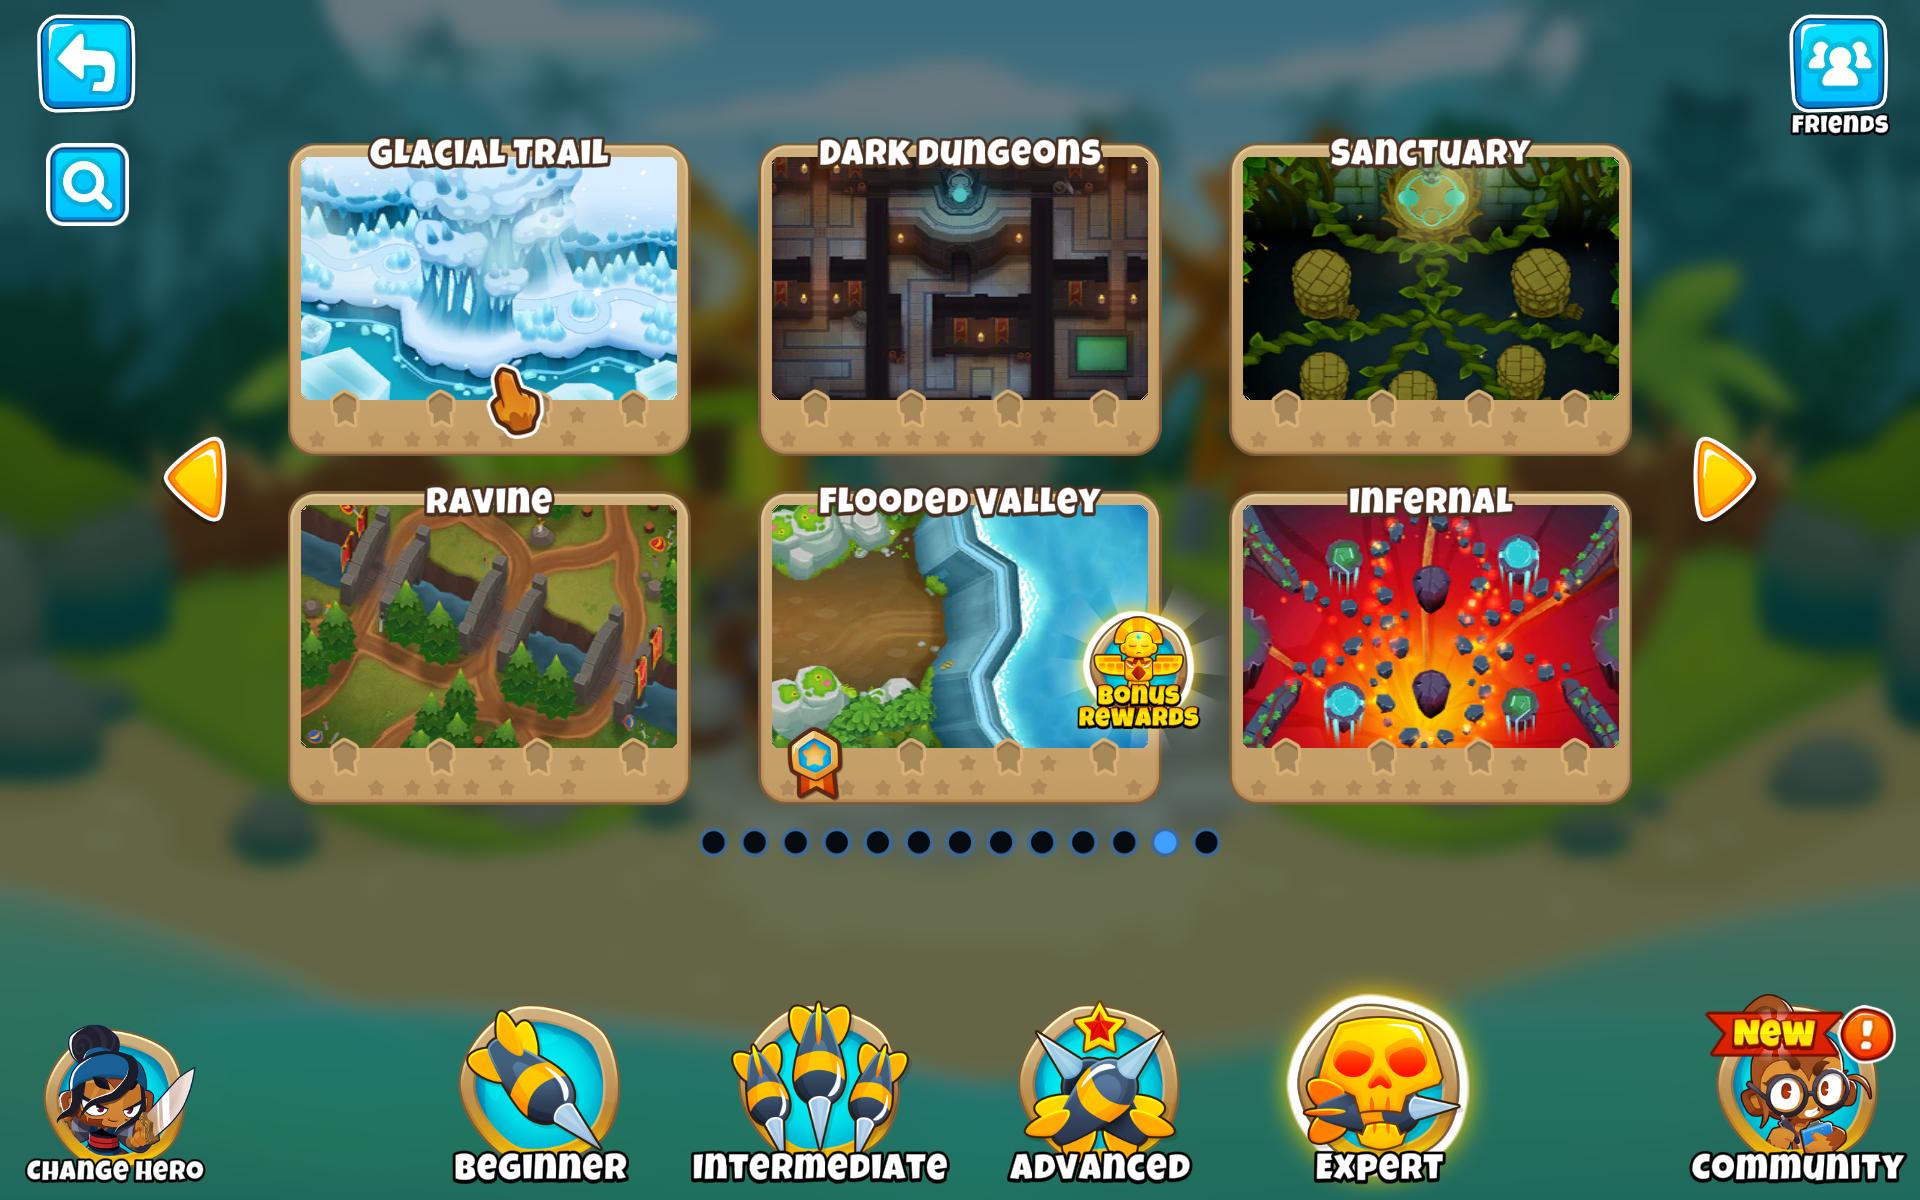 FRIENDS
GLACIAL TRAIL
DARK DUNGEONS
SANCTUARY
RAVINE
FLOODED VALLEY
INFERNAL
BONUS
REWARDS
NEW
!
CHANGE HERO
BEGINNER
INTERMEDIATE
ADVANCED
EXPERT
COMMUNITY